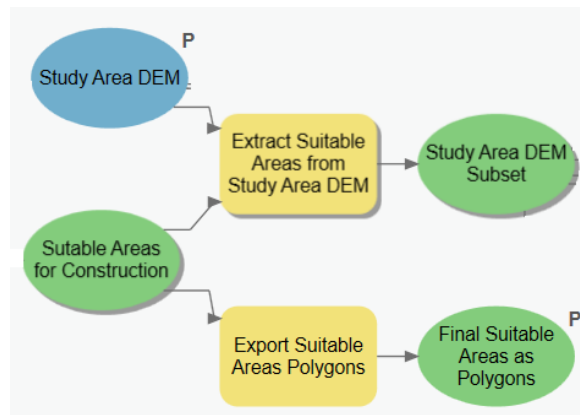 P
Study Area DEM
Extract Suitable
Areas from
Study Area DEM
Study Area DEM
Subset
Sutable Areas
for Construction
Export Suitable
Areas Polygons
P
Final Suitable
Areas as
Polygons